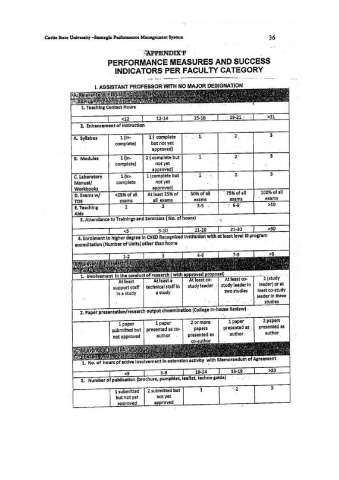 Cavite State University –Strategic Performance Management System 36
APPENDIX F
PERFORMANCE MEASURES AND SUCCESS
INDICATORS PER FACULTY CATEGORY
I. ASSISTANT PROFESSOR WITH NO MAJOR DESIGNATION
1. Teaching Contact Hours
<12 12-14 15-18 19-21 >21
2. Enhancement of Instruction
A. Syllabus 1 (in-complete) 1 ( complete but not yet approved) 1 2 3
B. Modules 1 (in-complete) 1 ( complete but not yet approved) 1 2 3
C. Laboratory Manual/ Workbooks 1 (in-complete 1 (complete but not yet approved) 1 2 3
D. Exams w/ TOS <25% of all exams At least 25% of all exams 50% of all exams 75% of all exams 100% of all exams
E. Teaching Aids 1 2 3-5 6-9 >10
3. Attendance to Trainings and Seminars ( No. of hours)
<5 5-10 11-20 21-30 >30
4. Enrolment to higher degree in CHED Recognized Institution with at least level III program
accreditation (Number of Units) other than home
1-2 3 4-6 7-9 >9
1. Involvement in the conduct of research ( with approved proposal)
At least support staff in a study At least a technical staff in a study At least co-study leader At least co-study leader in two studies 1 (study leader) or at least co-study leader in three studies
2. Paper presentation/research output dissemination (College in-house Review)
1 paper submitted but not approved 1 paper presented as co-author 2 or more papers presented as co-author 1 paper presented as author 2 papers presented as author
1. No. of hours of active involvement in extension activity with Memorandum of Agreement
<5 5-9 10-14 15-19 >20
2. Number of publication (brochure, pamphlet, leaflet, techno guide)
1 submitted but not yet approved 2 submitted but not yet approved 1 2 3